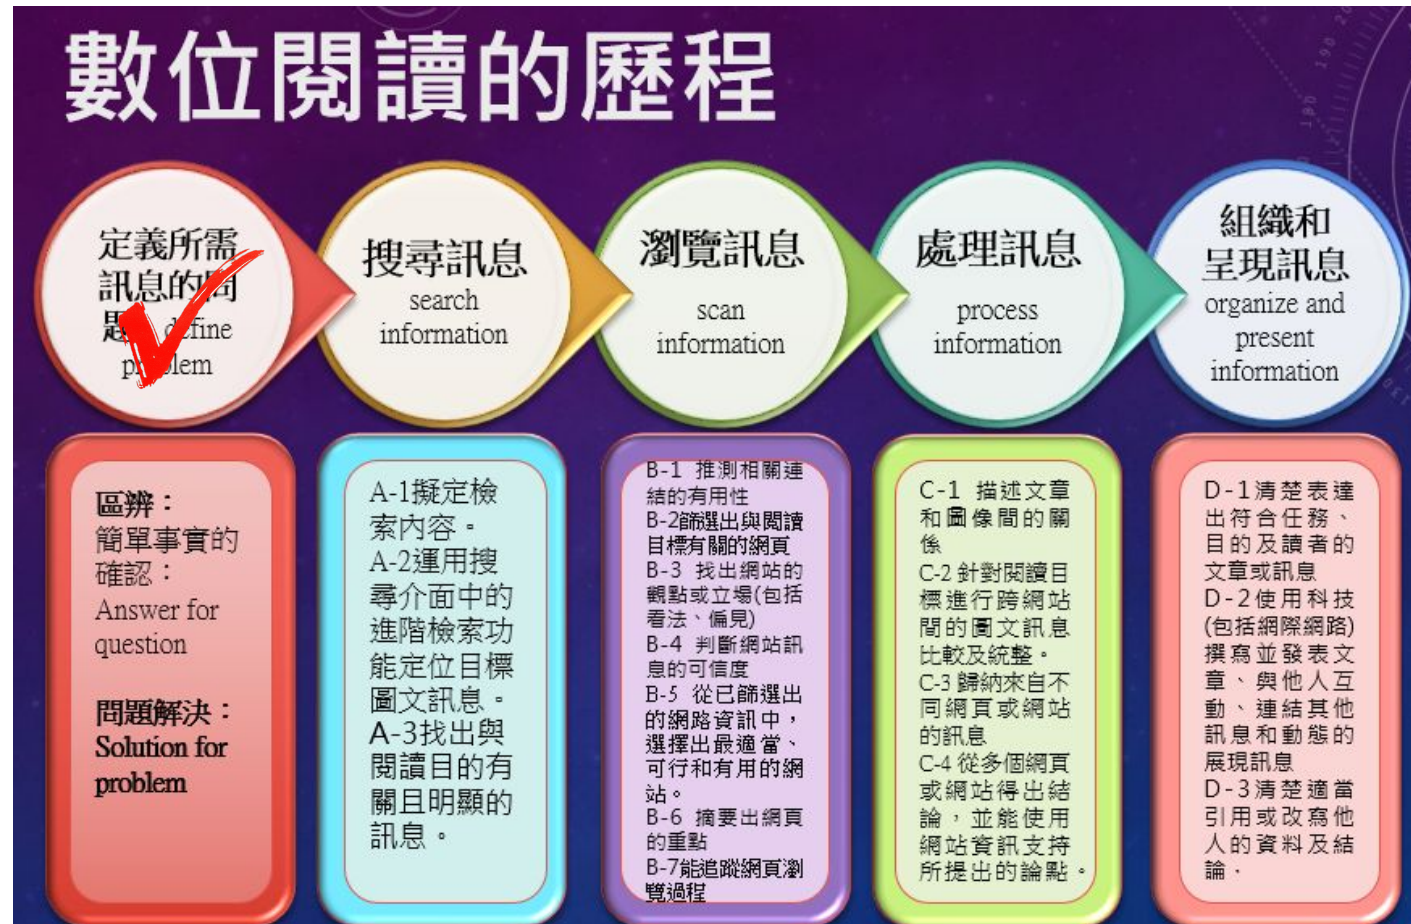 數位閱讀的歷程
定義所需
訊息的問
題 define
problem
搜尋訊息
search
information
瀏覽訊息
scan
information
處理訊息
process
information
組織和
呈現訊息
organize and
present
information
區辨：
簡單事實的
確認：
Answer for
question
問題解決：
Solution for
problem
A-1擬定檢
索內容。
A-2運用搜
尋介面中的
進階檢索功
能定位目標
圖文訊息。
A-3找出與
閱讀目的有
關且明顯的
訊息。
B-1 推測相關連
結的有用性
B-2篩選出與閱讀
目標有關的網頁
B-3 找出網站的
觀點或立場(包括
看法、偏見)
B-4 判斷網站訊
息的可信度
B-5 從已篩選出
的網路資訊中，
選擇出最適當、
可行和有用的網
站。
B-6 摘要出網頁
的重點
B-7能追蹤網頁瀏
覽過程
C-1 描述文章
和圖像間的關
係
C-2 針對閱讀目
標進行跨網站
間的圖文訊息
比較及統整。
C-3 歸納來自不
同網頁或網站
的訊息
C-4 從多個網頁
或網站得出結
論，並能使用
網站資訊支持
所提出的論點。
D-1清楚表達
出符合任務、
目的及讀者的
文章或訊息
D-2使用科技
(包括網際網路)
撰寫並發表文
章、與他人互
動、連結其他
訊息和動態的
展現訊息
D-3清楚適當
引用或改寫他
人的資料及結
論．